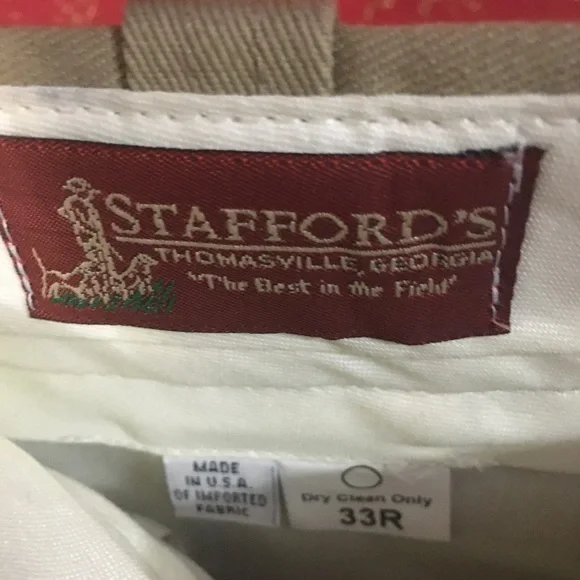 STAFFORD'S
THOMASVILLE, GEORGIA
"The Best in the Field"
MADE
IN U.S.A.
OF IMPORTED
FABRIC
Dry Clean Only
33R